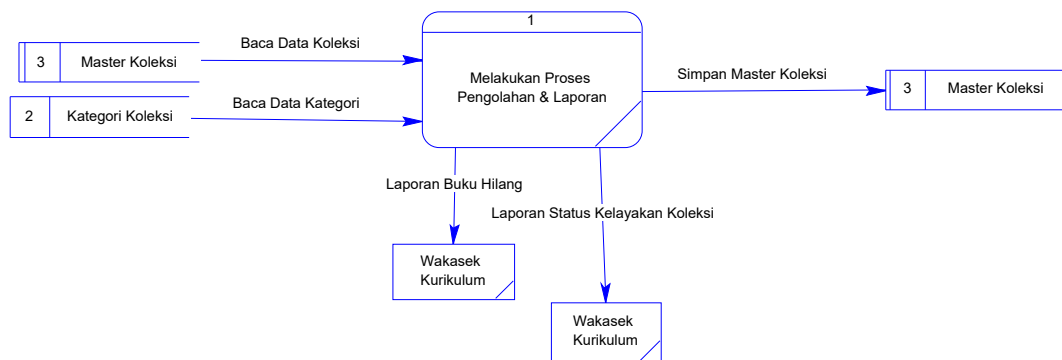 1
Baca Data Koleksi
3 Master Koleksi
Melakukan Proses
Pengolahan & Laporan
Simpan Master Koleksi
3 Master Koleksi
Baca Data Kategori
2 Kategori Koleksi
Laporan Buku Hilang
Laporan Status Kelayakan Koleksi
Wakasek
Kurikulum
Wakasek
Kurikulum